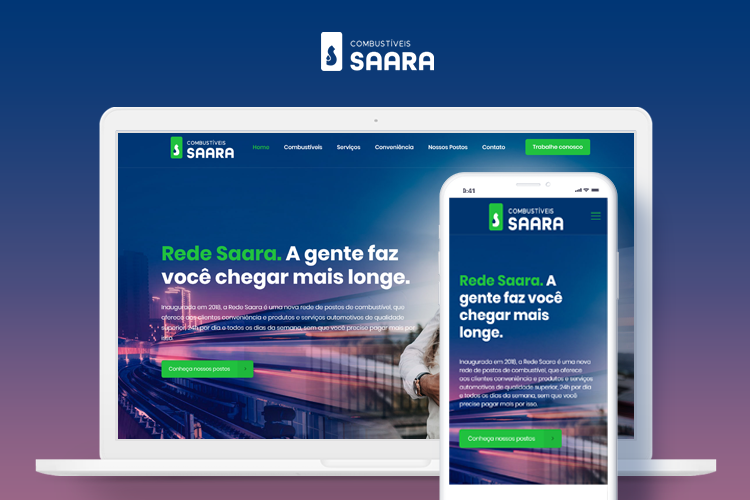 COMBUSTÍVEIS
SAARA
COMBUSTÍVEIS
SAARA
Home Combustíveis Serviços Conveniência Nossos Postos Contato Trabalhe conosco
Rede Saara. A gente faz
você chegar mais longe.
Inaugurada em 2018, a Rede Saara é uma nova rede de postos de combustível, que
oferece aos clientes conveniência e produtos e serviços automotivos de qualidade
superior, 24h por dia e todos os dias da semana, sem que você precise pagar mais por
isso.
Conheça nossos postos
9:41
COMBUSTÍVEIS
SAARA
Rede Saara. A
gente faz você
chegar mais
longe.
Inaugurada em 2018, a Rede Saara é uma nova
rede de postos de combustível, que oferece
aos clientes conveniência e produtos e serviços
automotivos de qualidade superior, 24h por dia
e todos os dias da semana, sem que você
precise pagar mais por isso.
Conheça nossos postos